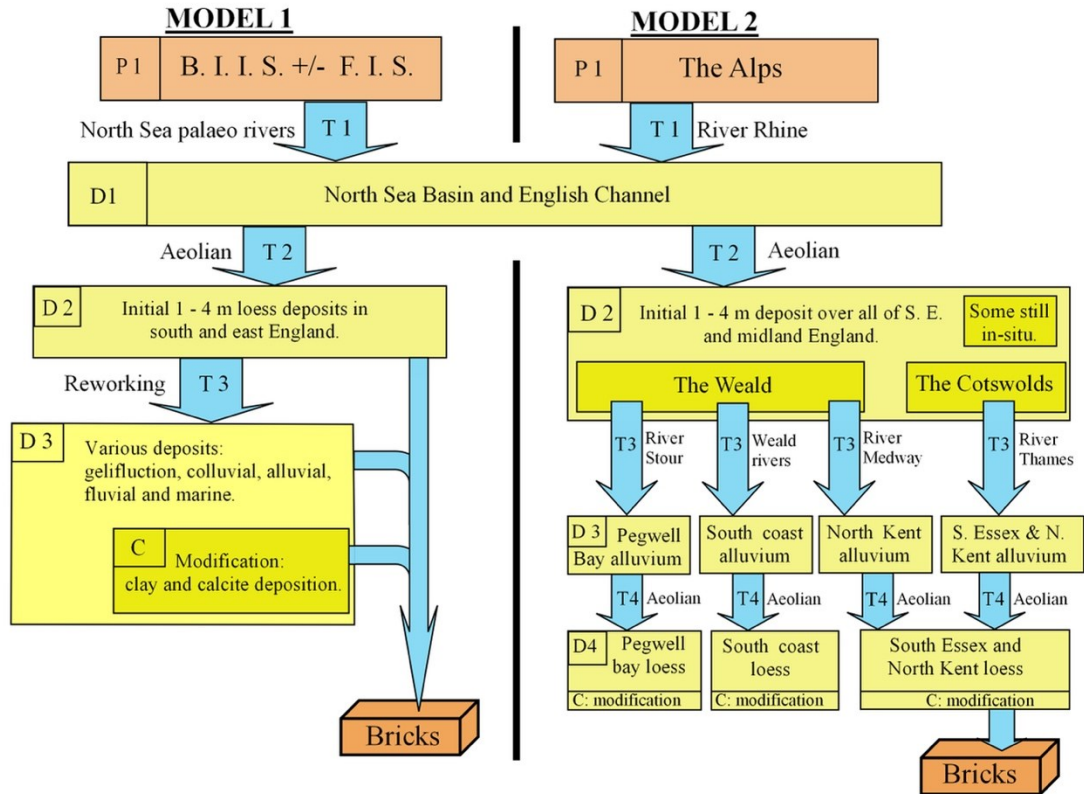 MODEL 1
P 1
B. I. I. S. +/- F. I. S.
North Sea palaeo rivers
T 1
MODEL 2
P 1
The Alps
T 1
River Rhine
D1
North Sea Basin and English Channel
Aeolian
T 2
D 2
Initial 1 - 4 m loess deposits in
south and east England.
Reworking
T 3
D 3
Various deposits:
gelifluction, colluvial, alluvial,
fluvial and marine.
C
Modification:
clay and calcite deposition.
Bricks
T 2
Aeolian
D 2
Initial 1 - 4 m deposit over all of S. E.
and midland England.
Some still
in-situ.
The Weald
The Cotswolds
T3
River
Stour
T3
Weald
rivers
T3
River
Medway
T3
River
Thames
D 3
Pegwell
Bay alluvium
South coast
alluvium
North Kent
alluvium
S. Essex & N.
Kent alluvium
T4
Aeolian
T4
Aeolian
T4
Aeolian
T4
Aeolian
D4
Pegwell
bay loess
C: modification
South coast
loess
C: modification
South Essex and
North Kent loess
C: modification
Bricks